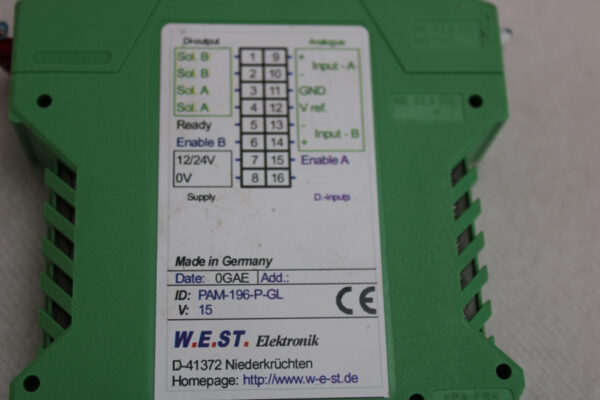 D-output Analogue
Sol. B 1 9 +
Input - A
Sol. B 2 10 -
Sol. A 3 11 GND
Sol. A 4 12 V ref.
Ready 5 13 -
Input - B
Enable B 6 14 +
12/24V 7 15 Enable A
0V 8 16
Supply D.-inputs
Made in Germany
Date: 0GAE Add.:
ID: PAM-196-P-GL
V: 15
CE
W.E.ST. Elektronik
D-41372 Niederkrüchten
Homepage: http://www.w-e-st.de